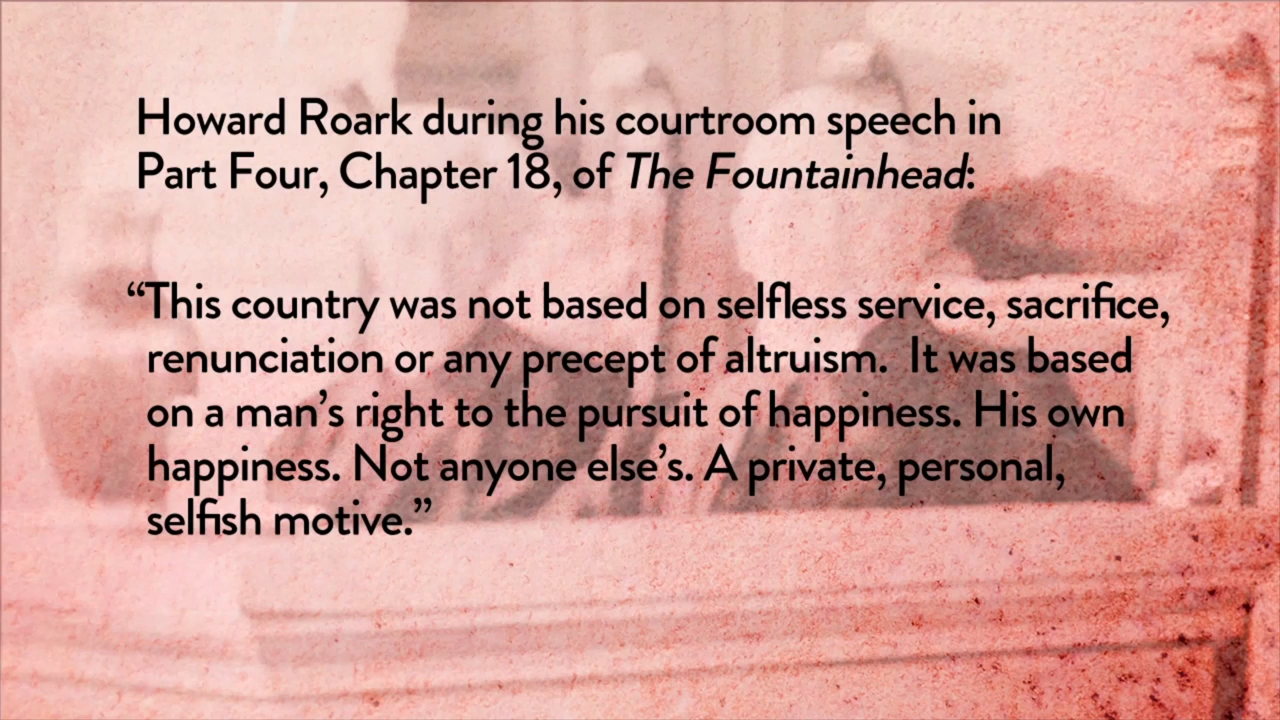 Howard Roark during his courtroom speech in
Part Four, Chapter 18, of The Fountainhead:
“This country was not based on selfless service, sacrifice,
renunciation or any precept of altruism.  It was based
on a man’s right to the pursuit of happiness. His own
happiness. Not anyone else’s. A private, personal,
selfish motive.”